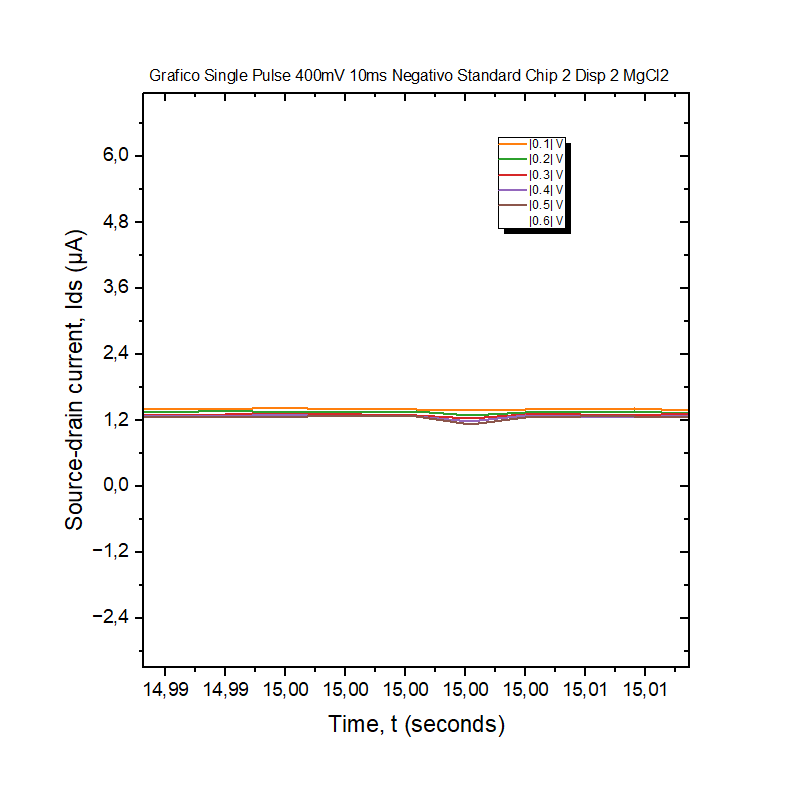 Grafico Single Pulse 400mV 10ms Negativo Standard Chip 2 Disp 2 MgCl2
|0.1| V
|0.2| V
|0.3| V
|0.4| V
|0.5| V
|0.6| V
Source-drain current, Ids (μA)
6,0
4,8
3,6
2,4
1,2
0,0
−1,2
−2,4
14,99 14,99 15,00 15,00 15,00 15,00 15,00 15,01 15,01
Time, t (seconds)